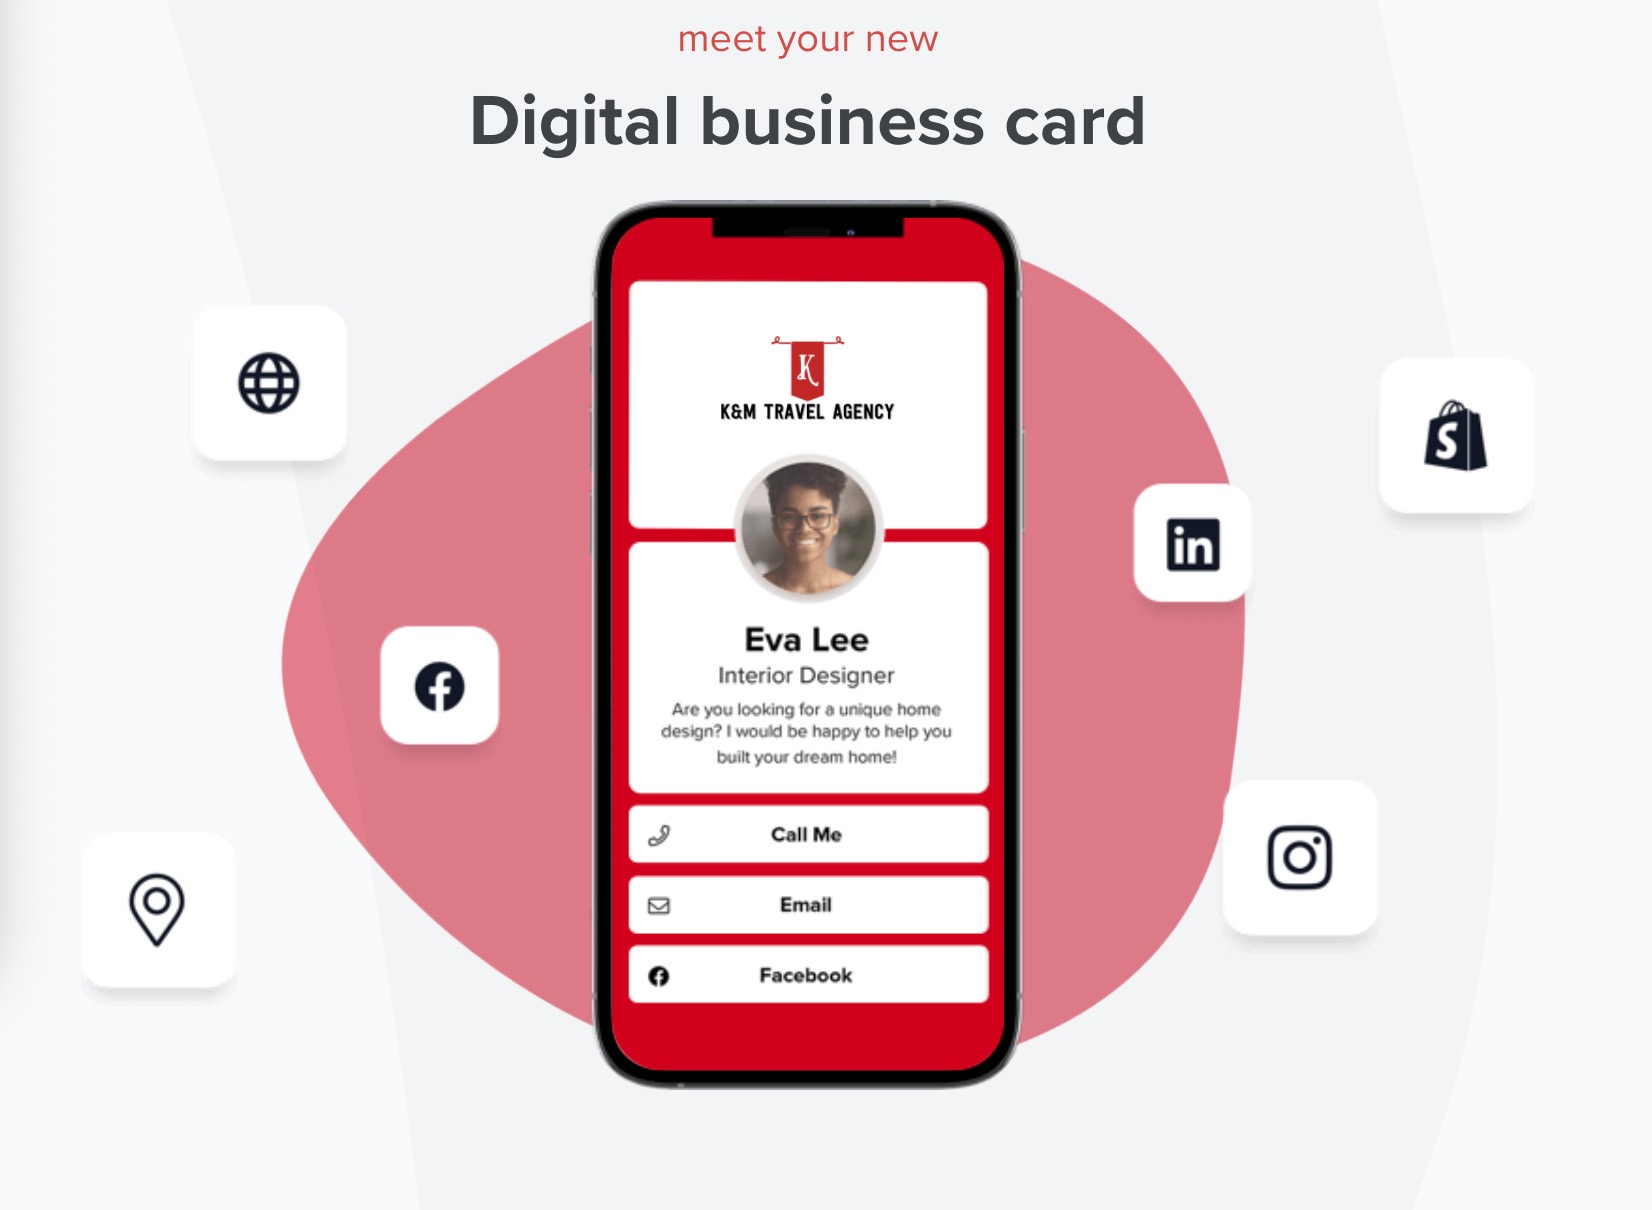 meet your new
Digital business card
K
K&M TRAVEL AGENCY
Eva Lee
Interior Designer
Are you looking for a unique home
design? I would be happy to help you
built your dream home!
Call Me
Email
Facebook